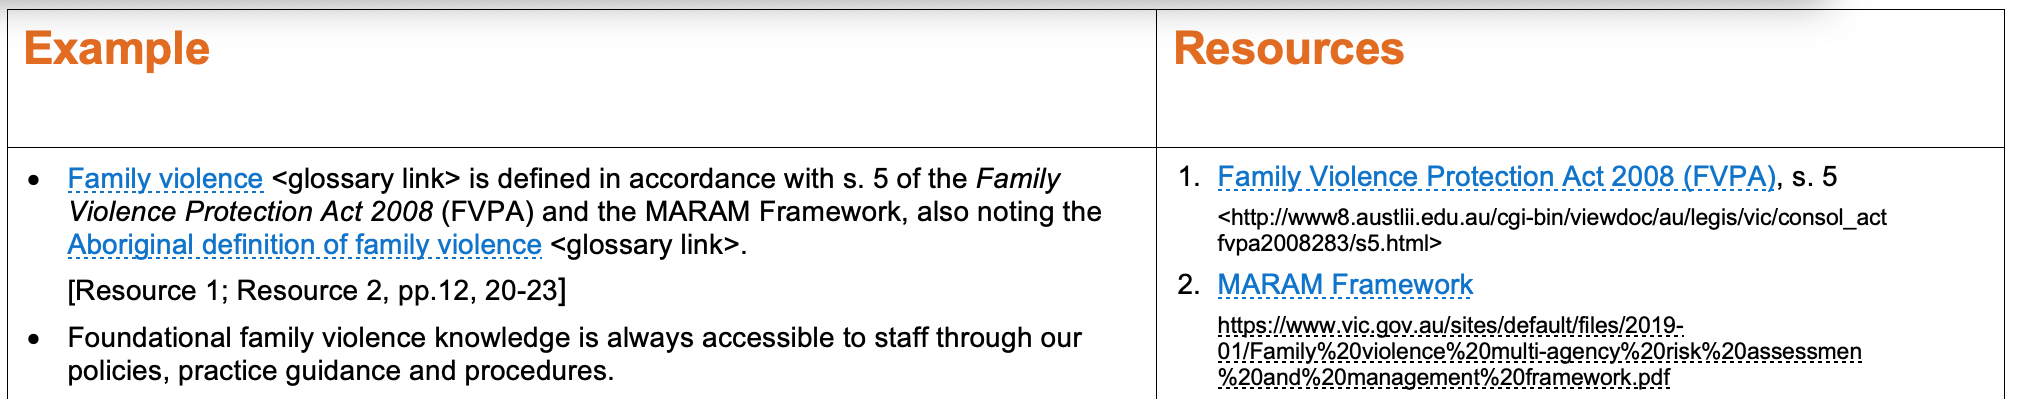 Example
Resources
• Family violence <glossary link> is defined in accordance with s. 5 of the Family
Violence Protection Act 2008 (FVPA) and the MARAM Framework, also noting the
Aboriginal definition of family violence <glossary link>.
[Resource 1; Resource 2, pp.12, 20-23]
• Foundational family violence knowledge is always accessible to staff through our
policies, practice guidance and procedures.
1. Family Violence Protection Act 2008 (FVPA), s. 5
<http://www8.austlii.edu.au/cgi-bin/viewdoc/au/legis/vic/consol_act
fvpa2008283/s5.html>
2. MARAM Framework
https://www.vic.gov.au/sites/default/files/2019-
01/Family%20violence%20multi-agency%20risk%20assessmen
%20and%20management%20framework.pdf